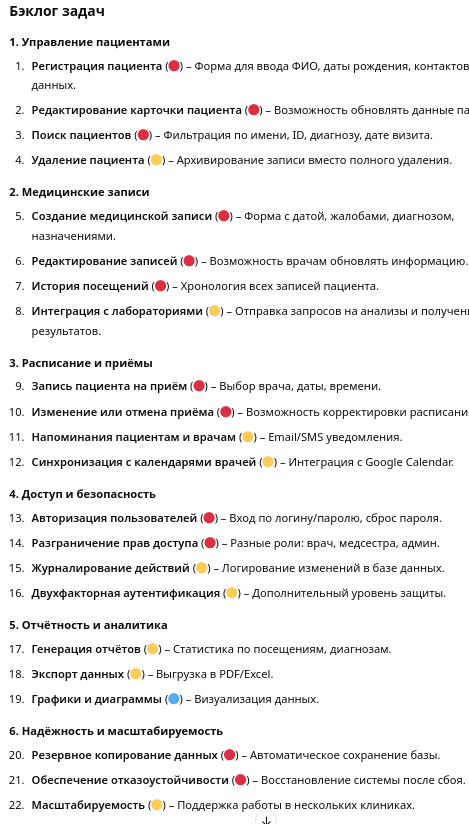 Бэклог задач
1. Управление пациентами
1. Регистрация пациента (🔴) – Форма для ввода ФИО, даты рождения, контактов
данных.
2. Редактирование карточки пациента (🔴) – Возможность обновлять данные па
3. Поиск пациентов (🔴) – Фильтрация по имени, ID, диагнозу, дате визита.
4. Удаление пациента (🟡) – Архивирование записи вместо полного удаления.
2. Медицинские записи
5. Создание медицинской записи (🔴) – Форма с датой, жалобами, диагнозом,
назначениями.
6. Редактирование записей (🔴) – Возможность врачам обновлять информацию.
7. История посещений (🔴) – Хронология всех записей пациента.
8. Интеграция с лабораториями (🟡) – Отправка запросов на анализы и получени
результатов.
3. Расписание и приёмы
9. Запись пациента на приём (🔴) – Выбор врача, даты, времени.
10. Изменение или отмена приёма (🔴) – Возможность корректировки расписани
11. Напоминания пациентам и врачам (🟡) – Email/SMS уведомления.
12. Синхронизация с календарями врачей (🟡) – Интеграция с Google Calendar.
4. Доступ и безопасность
13. Авторизация пользователей (🔴) – Вход по логину/паролю, сброс пароля.
14. Разграничение прав доступа (🔴) – Разные роли: врач, медсестра, админ.
15. Журналирование действий (🟡) – Логирование изменений в базе данных.
16. Двухфакторная аутентификация (🟡) – Дополнительный уровень защиты.
5. Отчётность и аналитика
17. Генерация отчётов (🟡) – Статистика по посещениям, диагнозам.
18. Экспорт данных (🟡) – Выгрузка в PDF/Excel.
19. Графики и диаграммы (🔵) – Визуализация данных.
6. Надёжность и масштабируемость
20. Резервное копирование данных (🔴) – Автоматическое сохранение базы.
21. Обеспечение отказоустойчивости (🔴) – Восстановление системы после сбоя.
22. Масштабируемость (🟡) – Поддержка работы в нескольких клиниках.